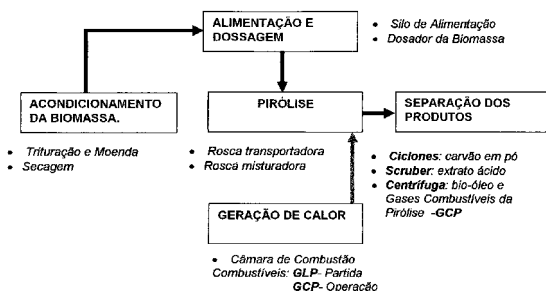 ALIMENTAÇÃO E
DOSSAGEM
• Silo de Alimentação
• Dosador da Biomassa
ACONDICIONAMENTO
DA BIOMASSA.
• Trituração e Moenda
• Secagem
PIRÓLISE
• Rosca transportadora
• Rosca misturadora
SEPARAÇÃO DOS
PRODUTOS
• Ciclones: carvão em pó
• Scruber: extrato ácido
• Centrífuga: bio-óleo e
Gases Combustíveis da
Pirólise -GCP
GERAÇÃO DE CALOR
• Câmara de Combustão
Combustíveis: GLP- Partida
GCP- Operação